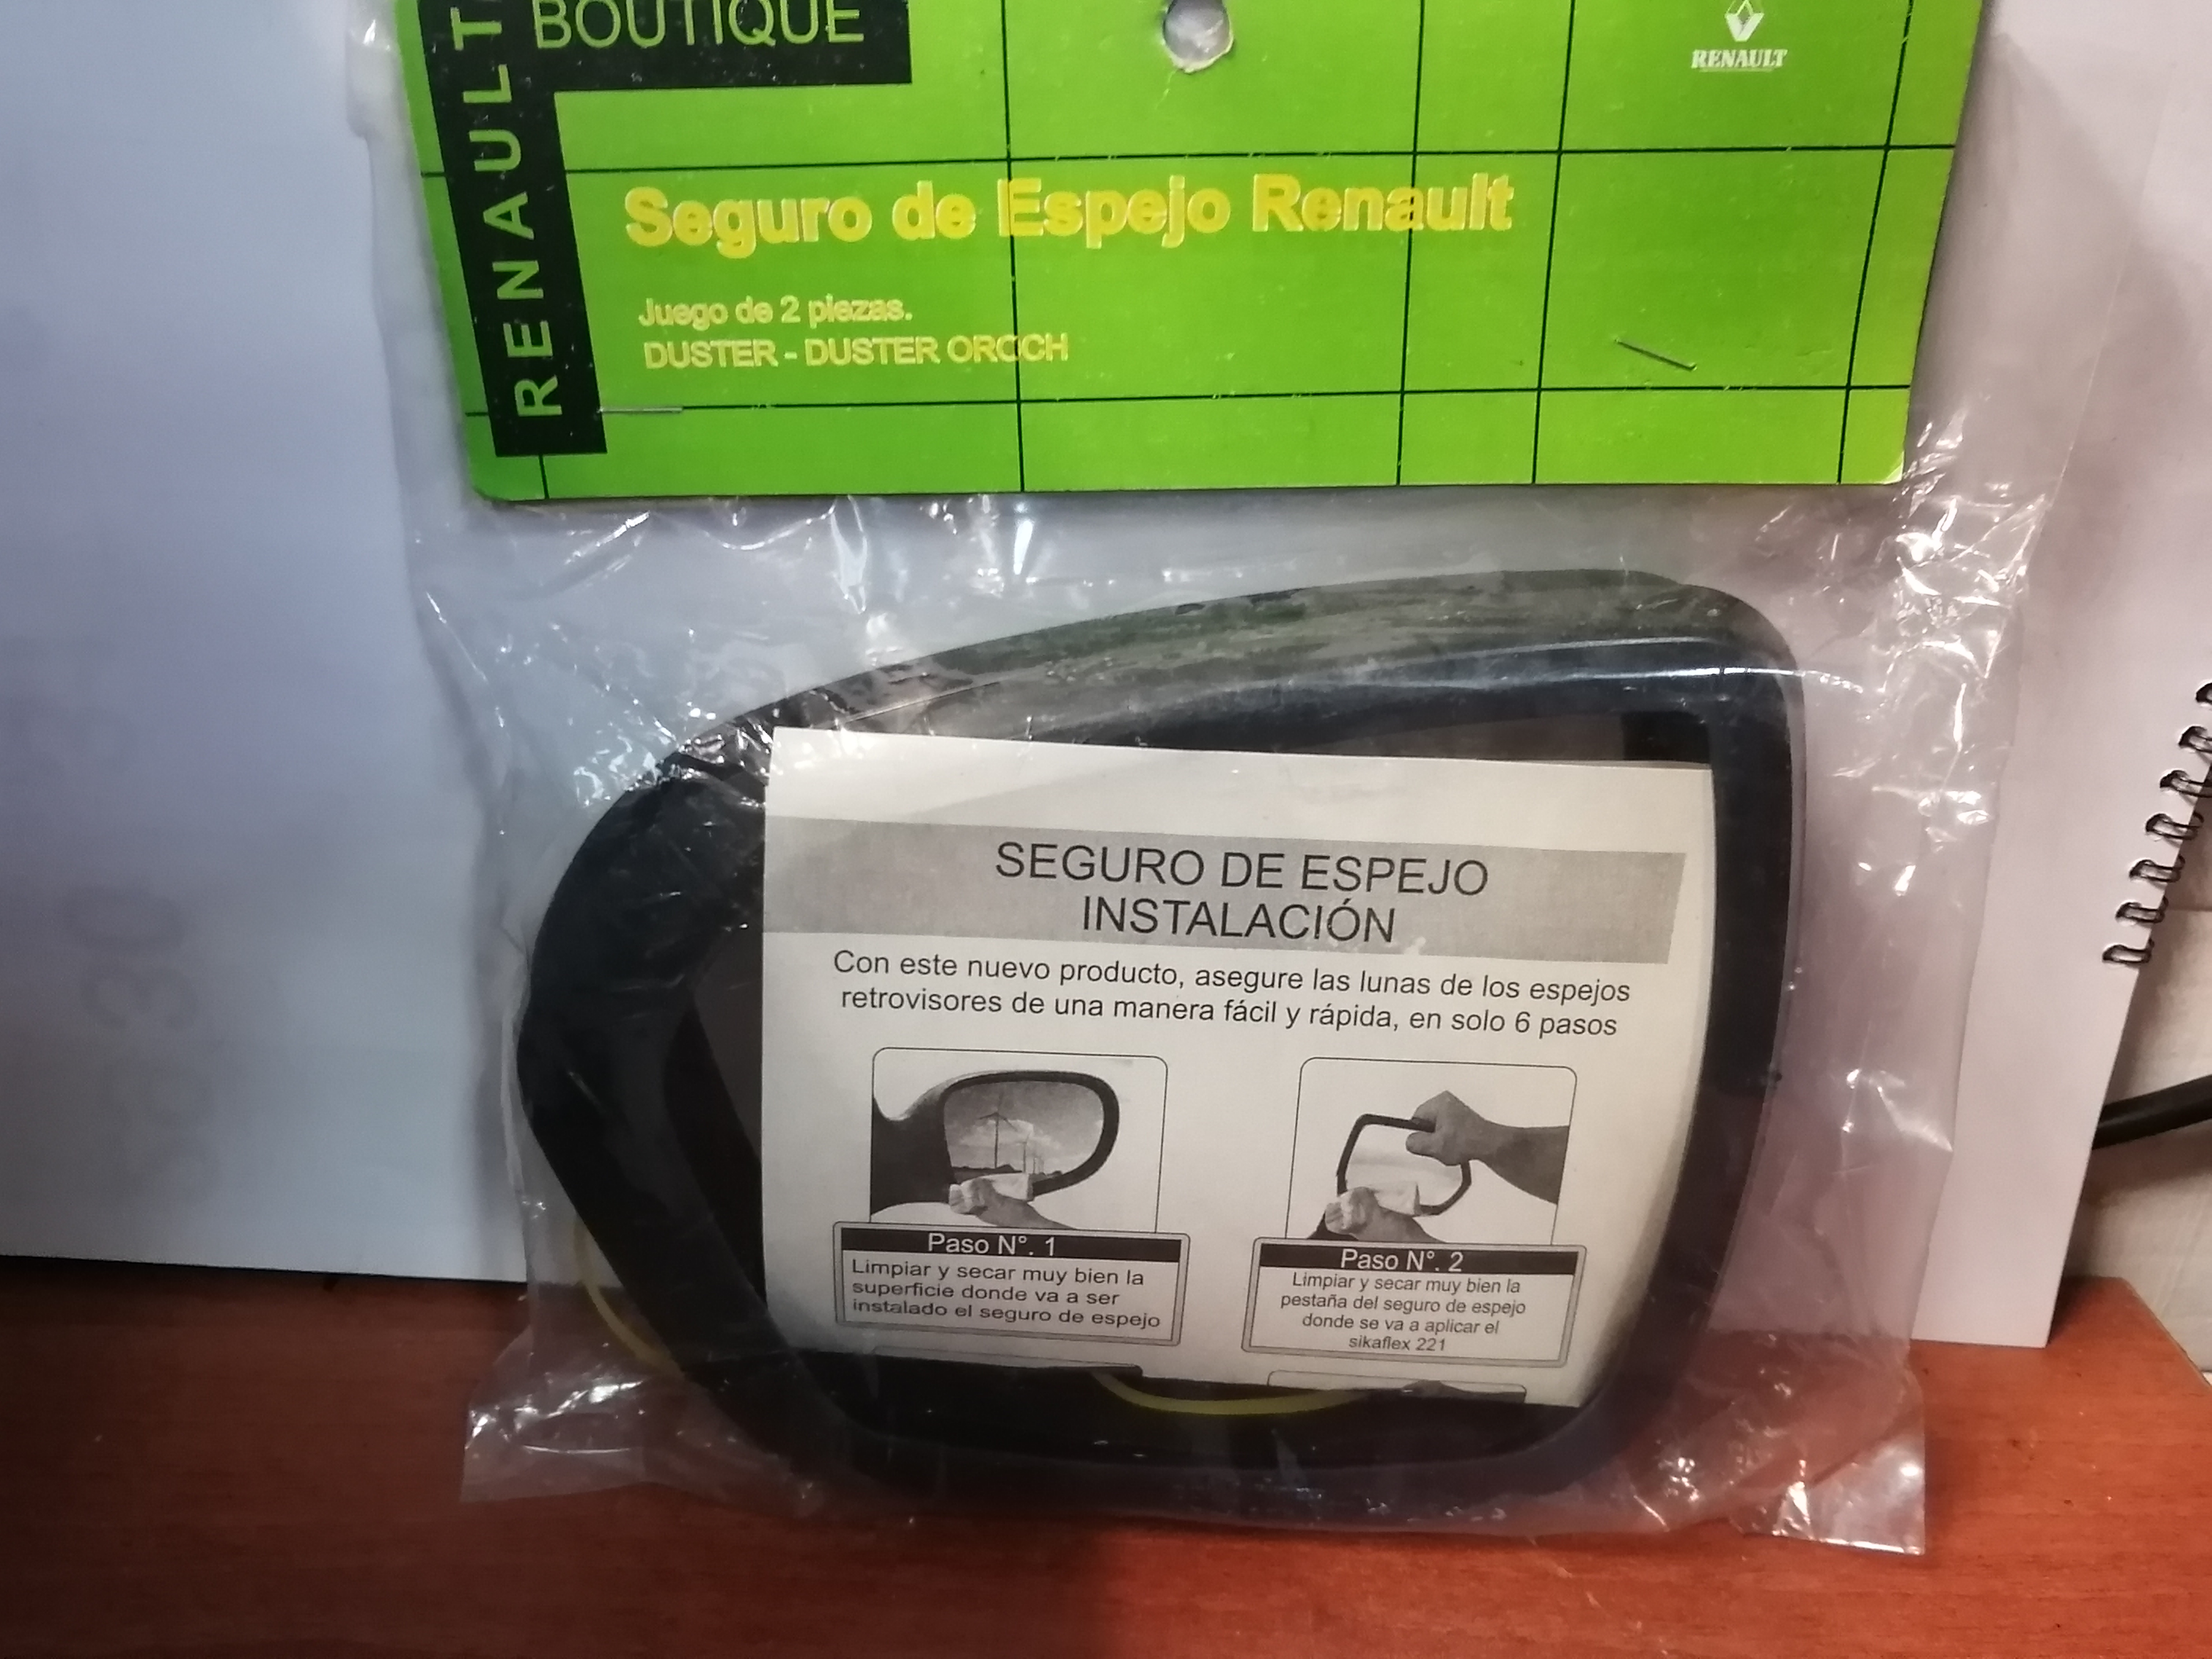 BOUTIQUE
RENAULT
RENAULT
Seguro de Espejo Renault
Juego de 2 piezas.
DUSTER - DUSTER OROCH
SEGURO DE ESPEJO
INSTALACIÓN
Con este nuevo producto, asegure las lunas de los espejos
retrovisores de una manera fácil y rápida, en solo 6 pasos
Paso N°. 1
Limpiar y secar muy bien la
superficie donde va a ser
instalado el seguro de espejo
Paso N°. 2
Limpiar y secar muy bien la
pestaña del seguro de espejo
donde se va a aplicar el
sikaflex 221